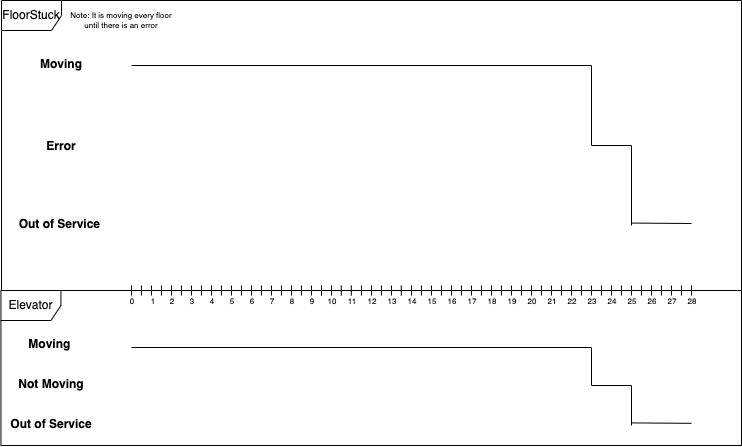 FloorStuck
Note: It is moving every floor
until there is an error
Moving
Error
Out of Service
0 1 2 3 4 5 6 7 8 9 10 11 12 13 14 15 16 17 18 19 20 21 22 23 24 25 26 27 28
Elevator
Moving
Not Moving
Out of Service